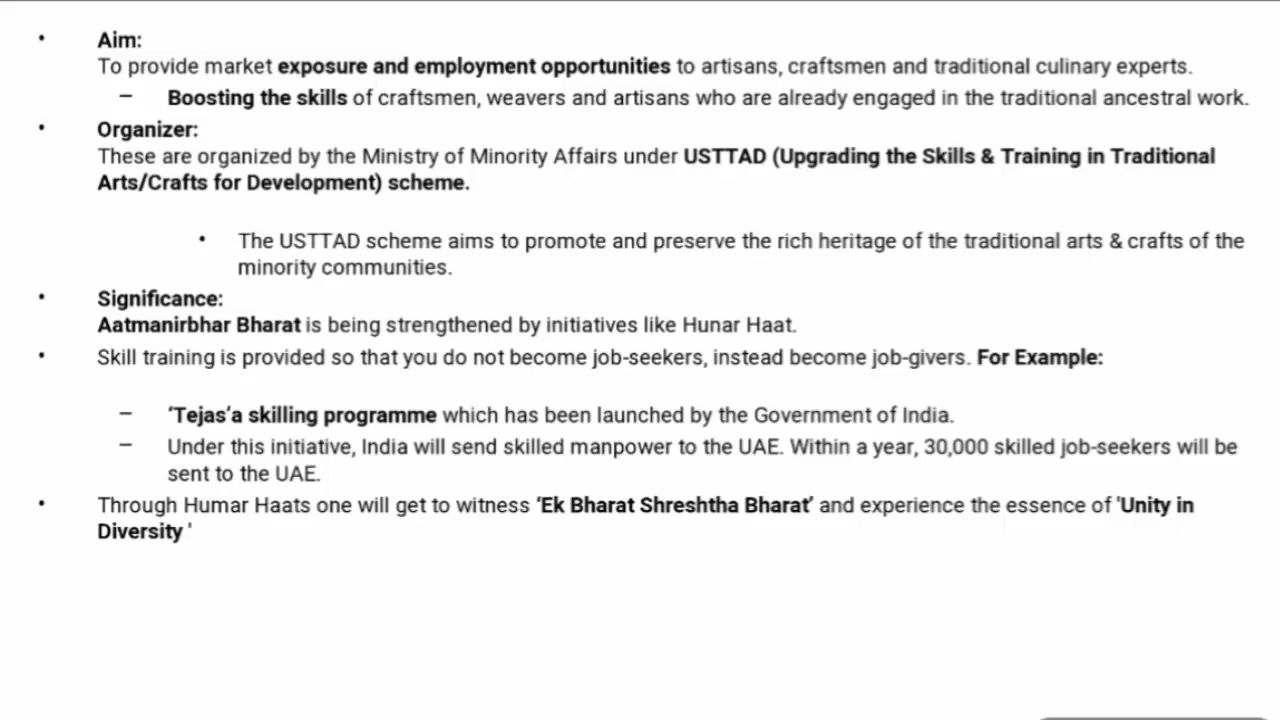 • Aim:
To provide market exposure and employment opportunities to artisans, craftsmen and traditional culinary experts.
– Boosting the skills of craftsmen, weavers and artisans who are already engaged in the traditional ancestral work.
• Organizer:
These are organized by the Ministry of Minority Affairs under USTTAD (Upgrading the Skills & Training in Traditional
Arts/Crafts for Development) scheme.
• The USTTAD scheme aims to promote and preserve the rich heritage of the traditional arts & crafts of the
minority communities.
• Significance:
Aatmanirbhar Bharat is being strengthened by initiatives like Hunar Haat.
• Skill training is provided so that you do not become job-seekers, instead become job-givers. For Example:
– ‘Tejas’a skilling programme which has been launched by the Government of India.
– Under this initiative, India will send skilled manpower to the UAE. Within a year, 30,000 skilled job-seekers will be
sent to the UAE.
• Through Humar Haats one will get to witness ‘Ek Bharat Shreshtha Bharat’ and experience the essence of 'Unity in
Diversity '